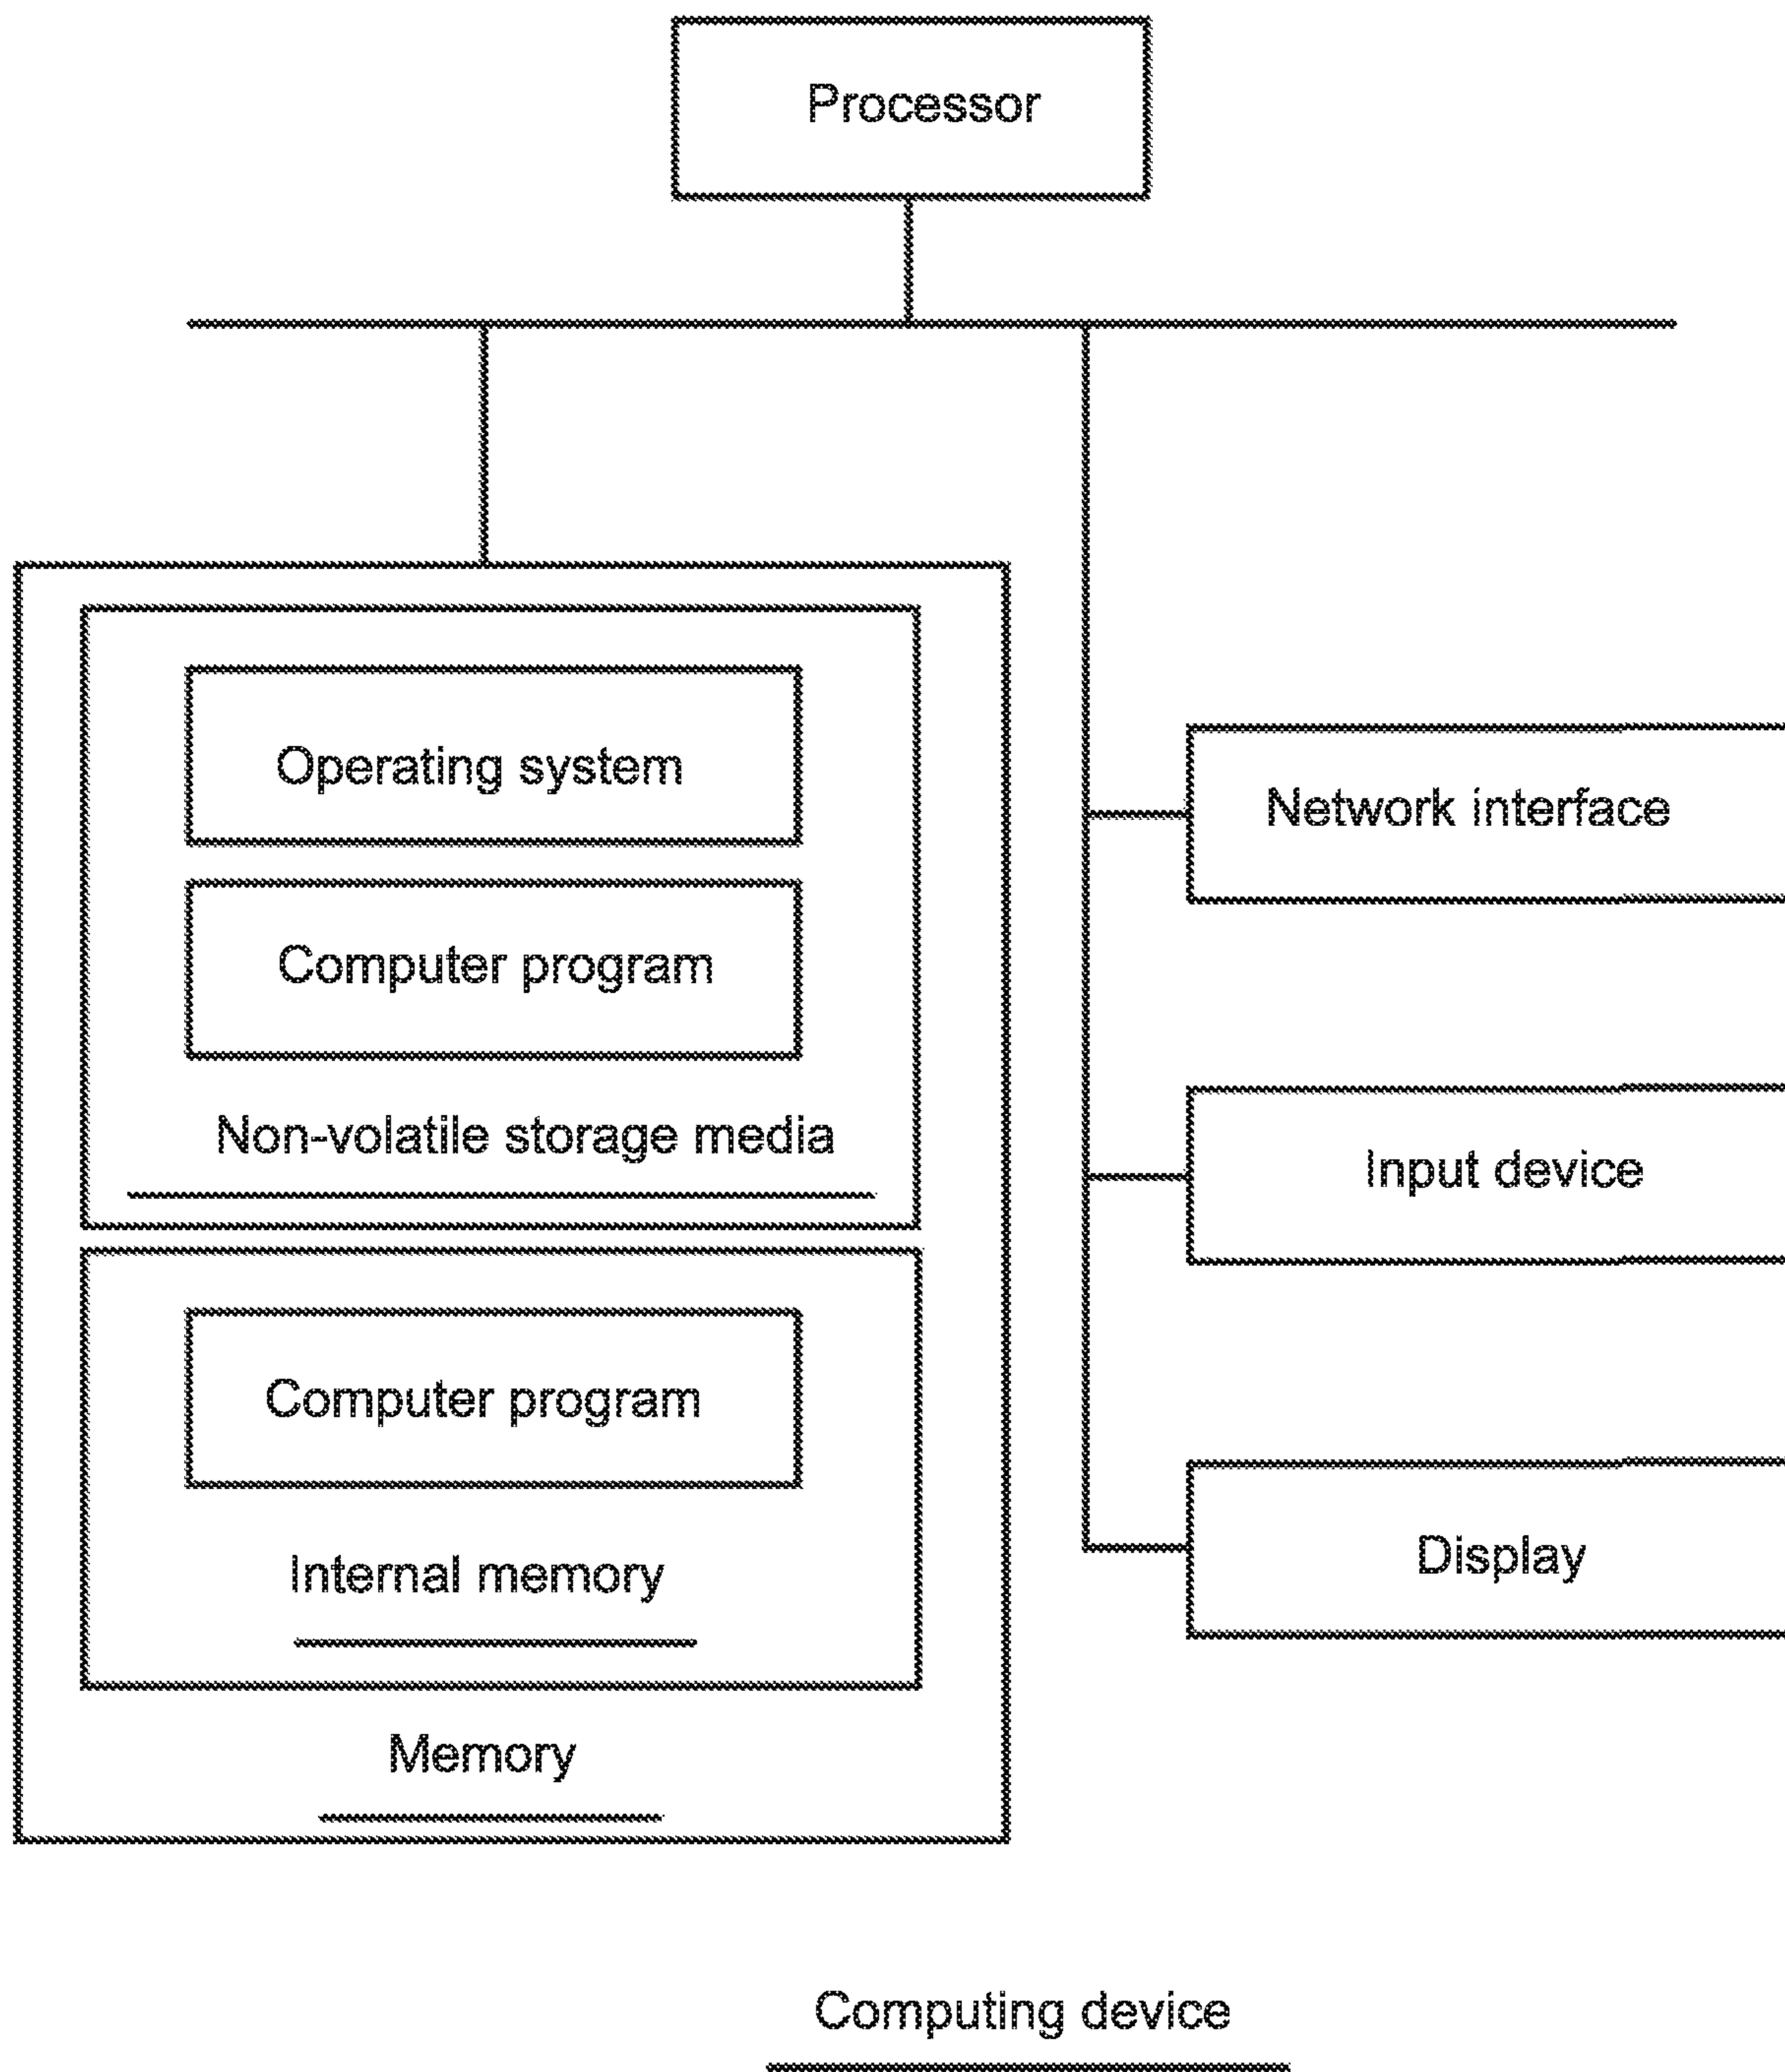 Processor
Operating system
Computer program
Non-volatile storage media
Computer program
Internal memory
Memory
Network interface
Input device
Display
Computing device